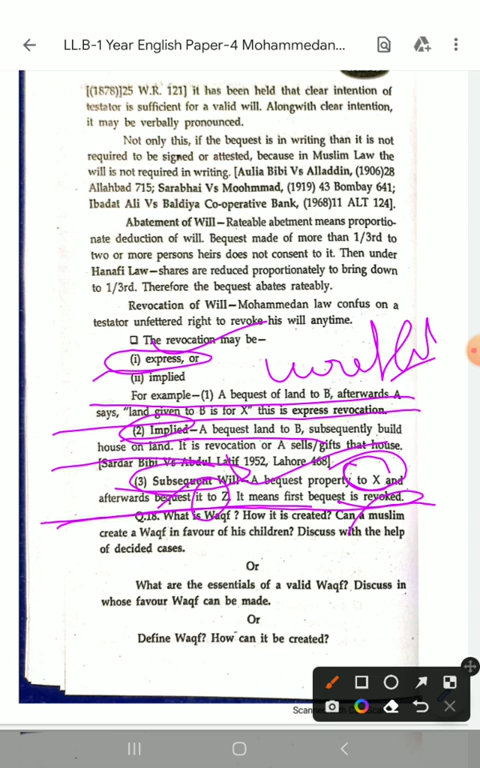 LL.B-1 Year English Paper-4 Mohammedan...
[(1878)]25 W.R. 121] it has been held that clear intention of
testator is sufficient for a valid will. Alongwith clear intention,
it may be verbally pronounced.
Not only this, if the bequest is in writing than it is not
required to be signed or attested, because in Muslim Law the
will is not required in writing. [Aulia Bibi Vs Alladdin, (1906)28
Allahbad 715; Sarabhai Vs Moohmmad, (1919) 43 Bombay 641;
Ibadat Ali Vs Baldiya Co-operative Bank, (1968)11 ALT 124].
Abatement of Will—Rateable abetment means proportio-
nate deduction of will. Bequest made of more than 1/3rd to
two or more persons heirs does not consent to it. Then under
Hanafi Law—shares are reduced proportionately to bring down
to 1/3rd. Therefore the bequest abates rateably.
Revocation of Will—Mohammedan law confus on a
testator unfettered right to revoke his will anytime.
❑ The revocation may be—
(i) express, or
(ii) implied
For example—(1) A bequest of land to B, afterwards A
says, "land given to B is for X" this is express revocation.
(2) Implied—A bequest land to B, subsequently build
house on land. It is revocation or A sells/gifts that house.
[Sardar Bibi Vs Abdul Latif 1952, Lahore 468]
(3) Subsequent Will—A bequest property to X and
afterwards bequest it to Z. It means first bequest is revoked.
Q.18. What is Waqf ? How it is created? Can a muslim
create a Waqf in favour of his children? Discuss with the help
of decided cases.
Or
What are the essentials of a valid Waqf? Discuss in
whose favour Waqf can be made.
Or
Define Waqf? How can it be created?